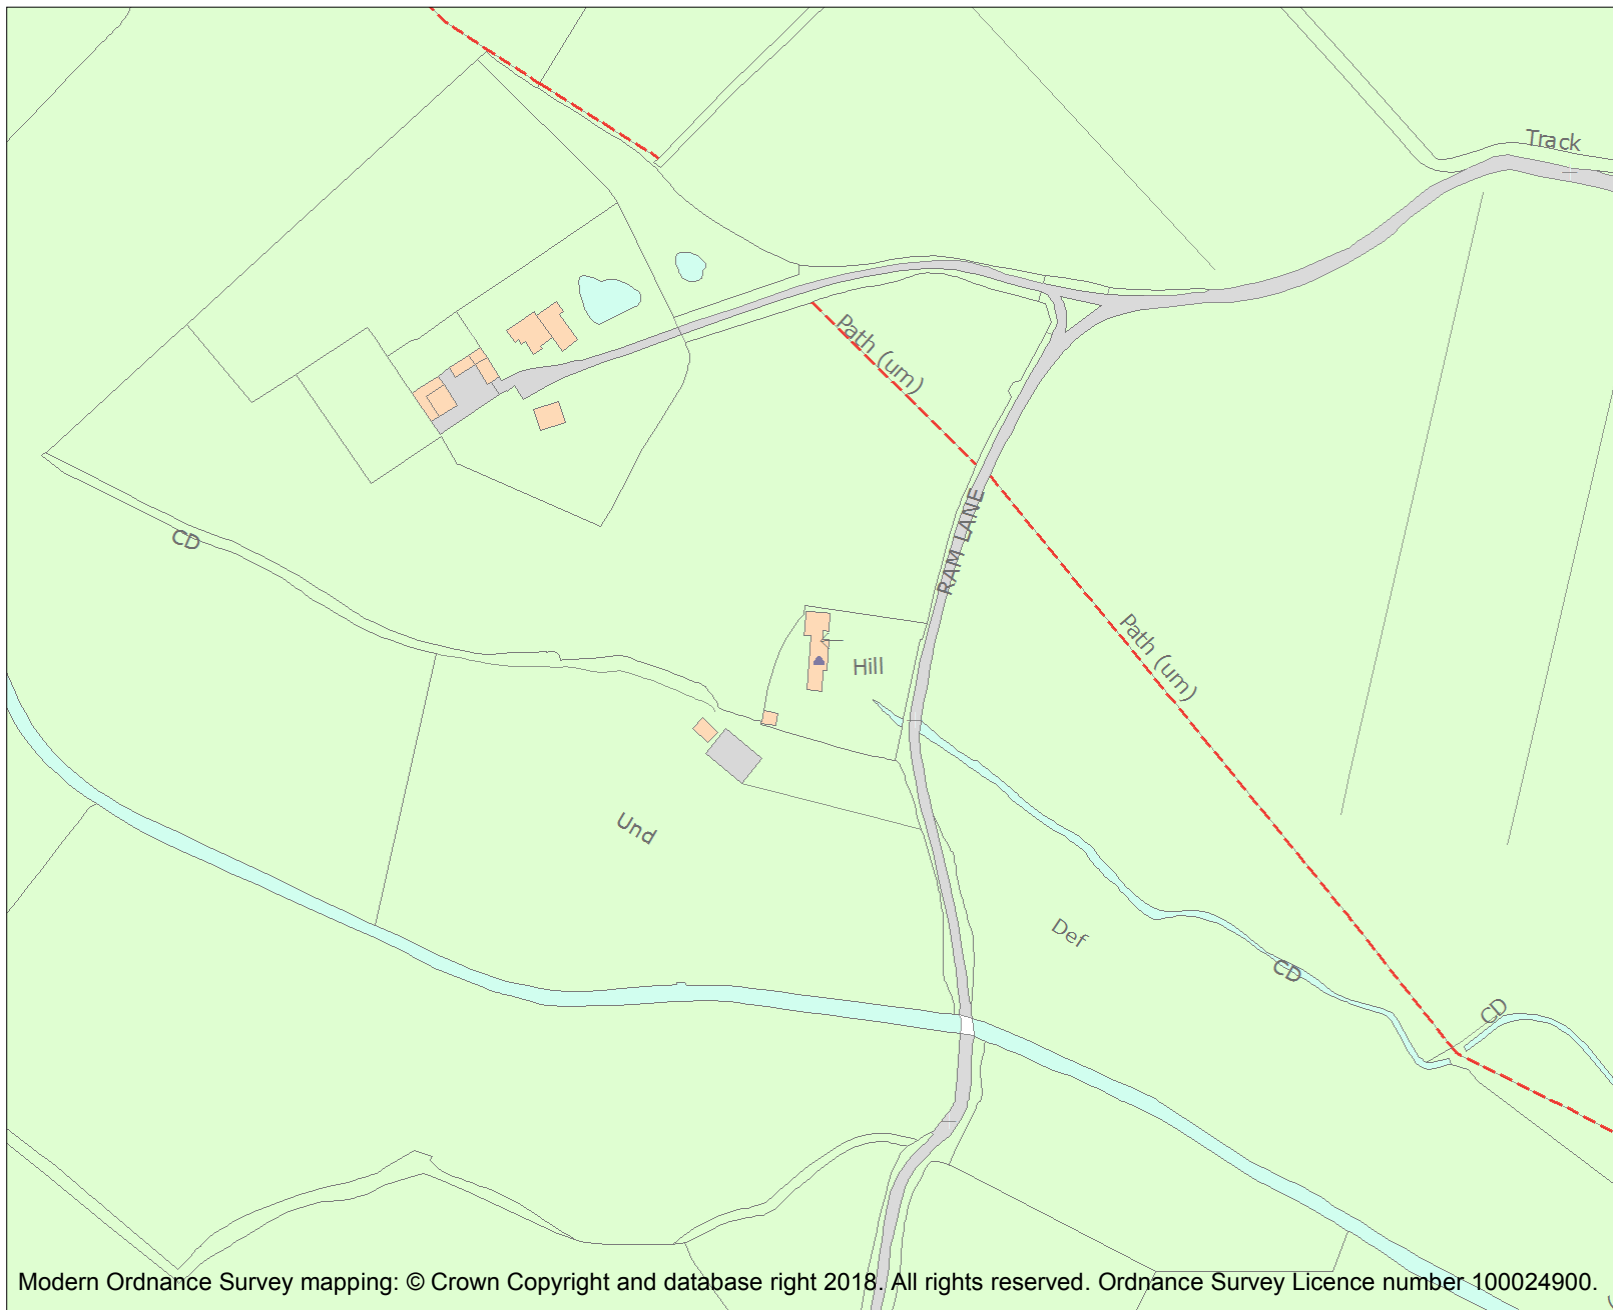 Track
Path (um)
RAM LANE
CD
Path (um)
Hill
Und
Def
CD
CD
Modern Ordnance Survey mapping: © Crown Copyright and database right 2018. All rights reserved. Ordnance Survey Licence number 100024900.